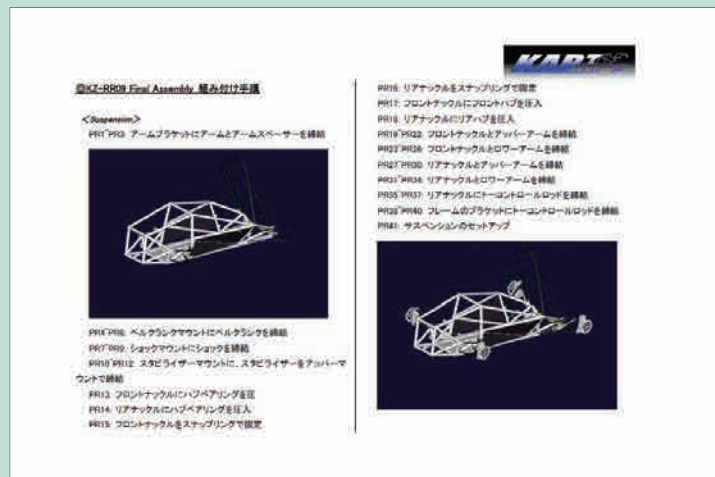 KART
◎KZ-RR09 Final Assembly 組み付け手順
＜Suspension＞
PR1~PR3: アームブラケットにアームとアームスペーサーを締結
PR4~PR6: ベルクランクマウントにベルクランクを締結
PR7~PR9: ショックマウントにショックを締結
PR10~PR12: スタビライザーマウントに、スタビライザーをアッパーマ
ウントで締結
PR13: フロントナックルにハブベアリングを圧
PR14: リアナックルにハブベアリングを圧入
PR15: フロントナックルをスナップリングで固定
PR16: リアナックルをスナップリングで固定
PR17: フロントナックルにフロントハブを圧入
PR18: リアナックルにリアハブを圧入
PR19~PR22: フロントナックルとアッパーアームを締結
PR23~PR26: フロントナックルとロワーアームを締結
PR27~PR30: リアナックルとアッパーアームを締結
PR31~PR34: リアナックルとロワーアームを締結
PR35~PR37: リアナックルにトーコントロールロッドを締結
PR38~PR40: フレームのブラケットにトーコントロールロッドを締結
PR41: サスペンションのセットアップ